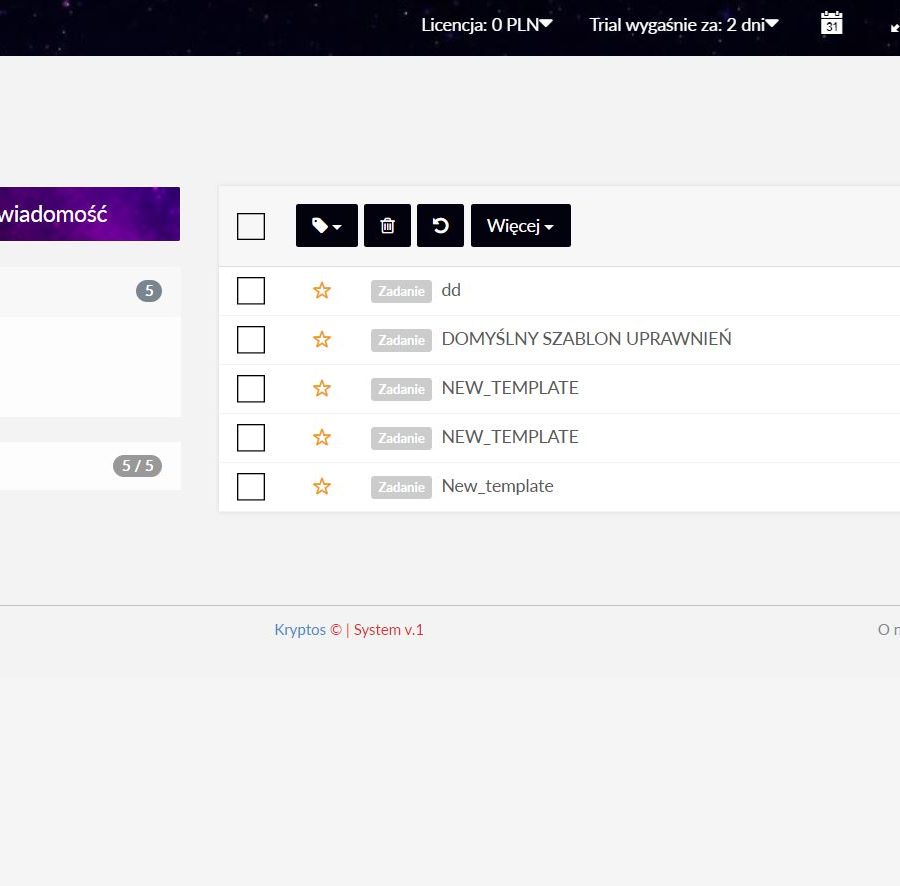 Licencja: 0 PLN Trial wygaśnie za: 2 dni 31
wiadomość
Więcej
5
Zadanie dd
Zadanie DOMYŚLNY SZABLON UPRAWNIEŃ
Zadanie NEW_TEMPLATE
Zadanie NEW_TEMPLATE
5 / 5
Zadanie New_template
Kryptos © | System v.1
O